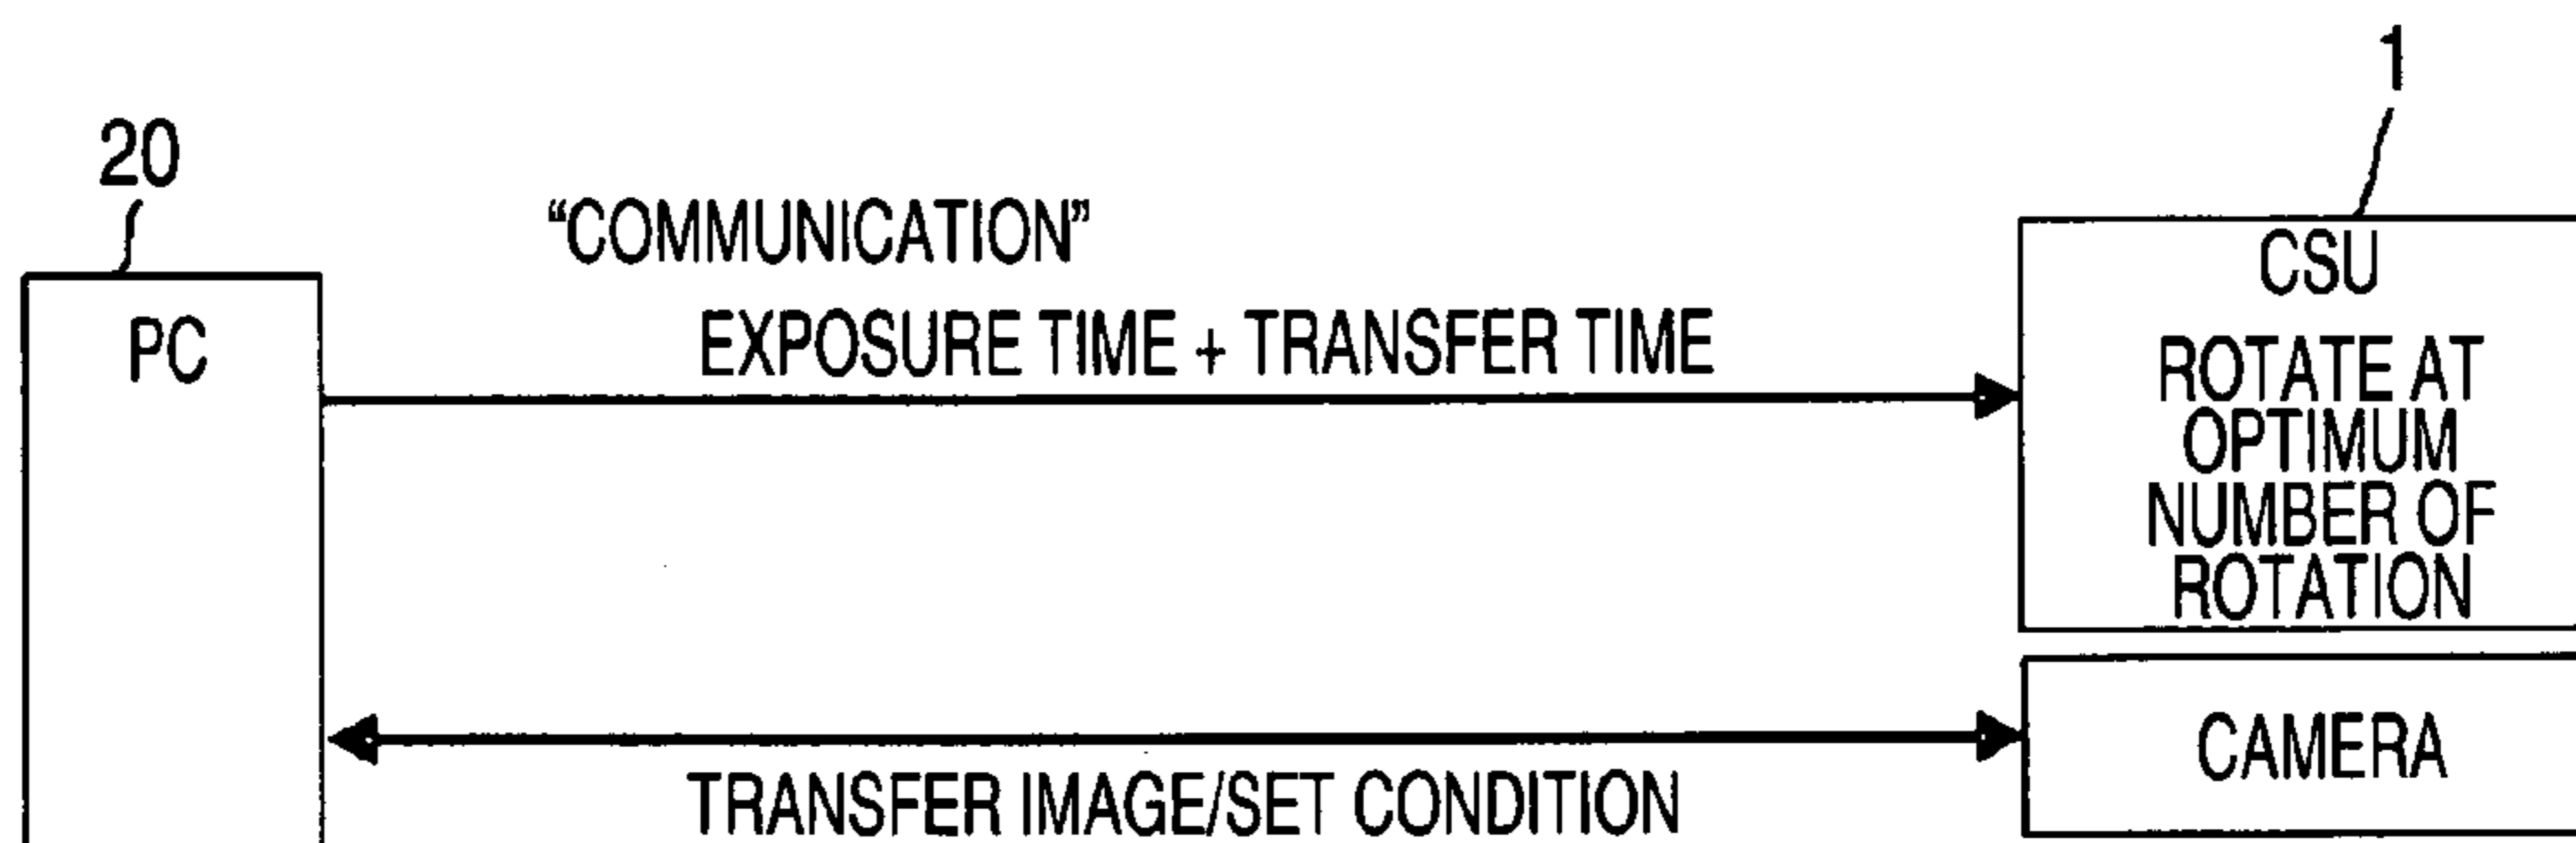 1
20
“COMMUNICATION”
PC
EXPOSURE TIME + TRANSFER TIME
CSU
ROTATE AT
OPTIMUM
NUMBER OF
ROTATION
CAMERA
TRANSFER IMAGE/SET CONDITION